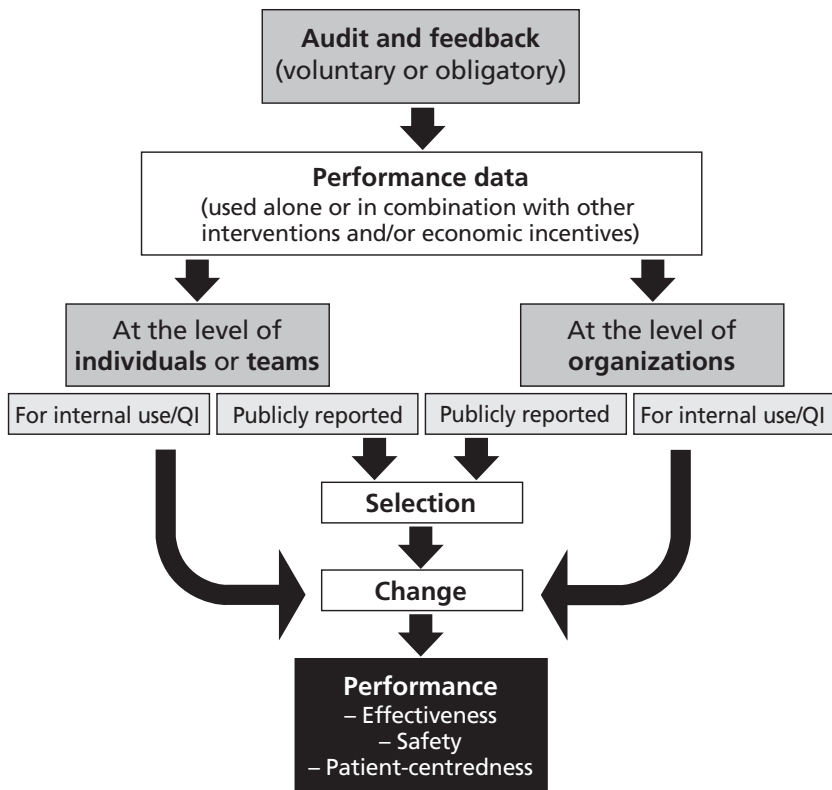 Audit and feedback
(voluntary or obligatory)
Performance data
(used alone or in combination with other
interventions and/or economic incentives)
At the level of
individuals or teams
At the level of
organizations
For internal use/QI
Publicly reported
Publicly reported
For internal use/QI
Selection
Change
Performance
– Effectiveness
– Safety
– Patient-centredness